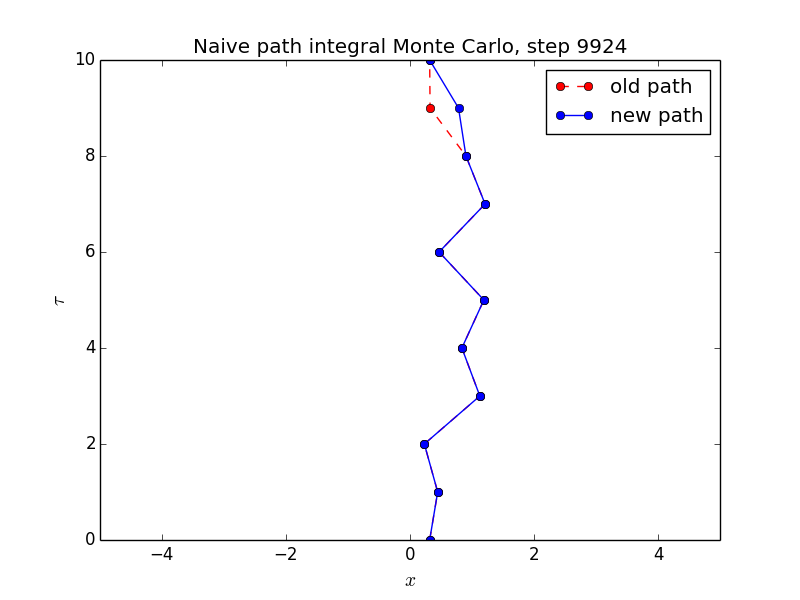 Naive path integral Monte Carlo, step 9924
old path
new path
10
8
6
4
2
0
τ
−4
−2
0
2
4
x